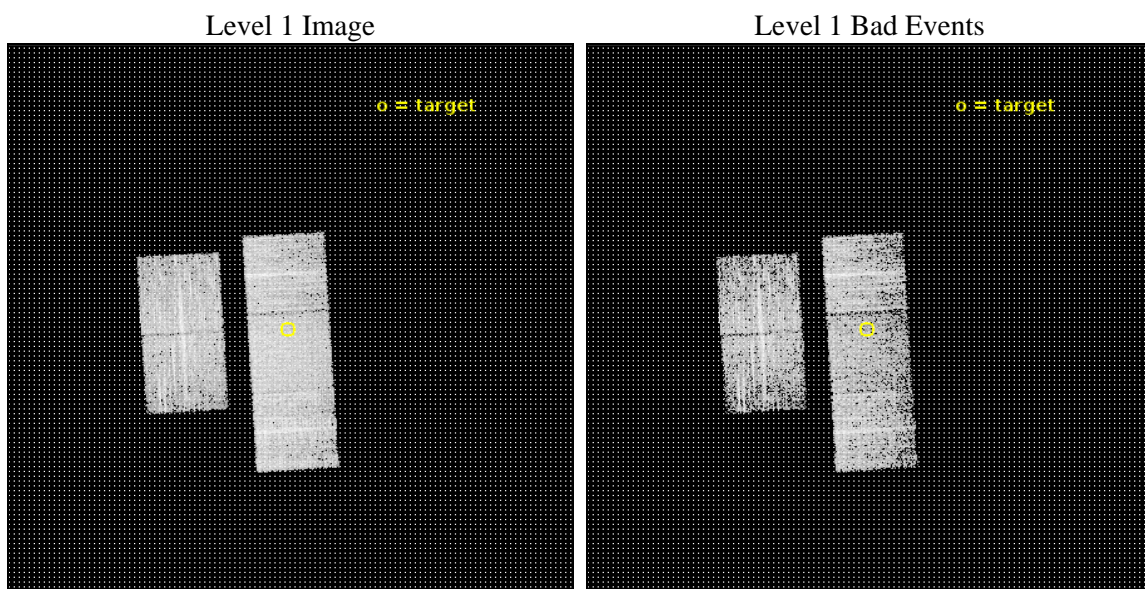 Level 1 Image
Level 1 Bad Events
o = target
o = target